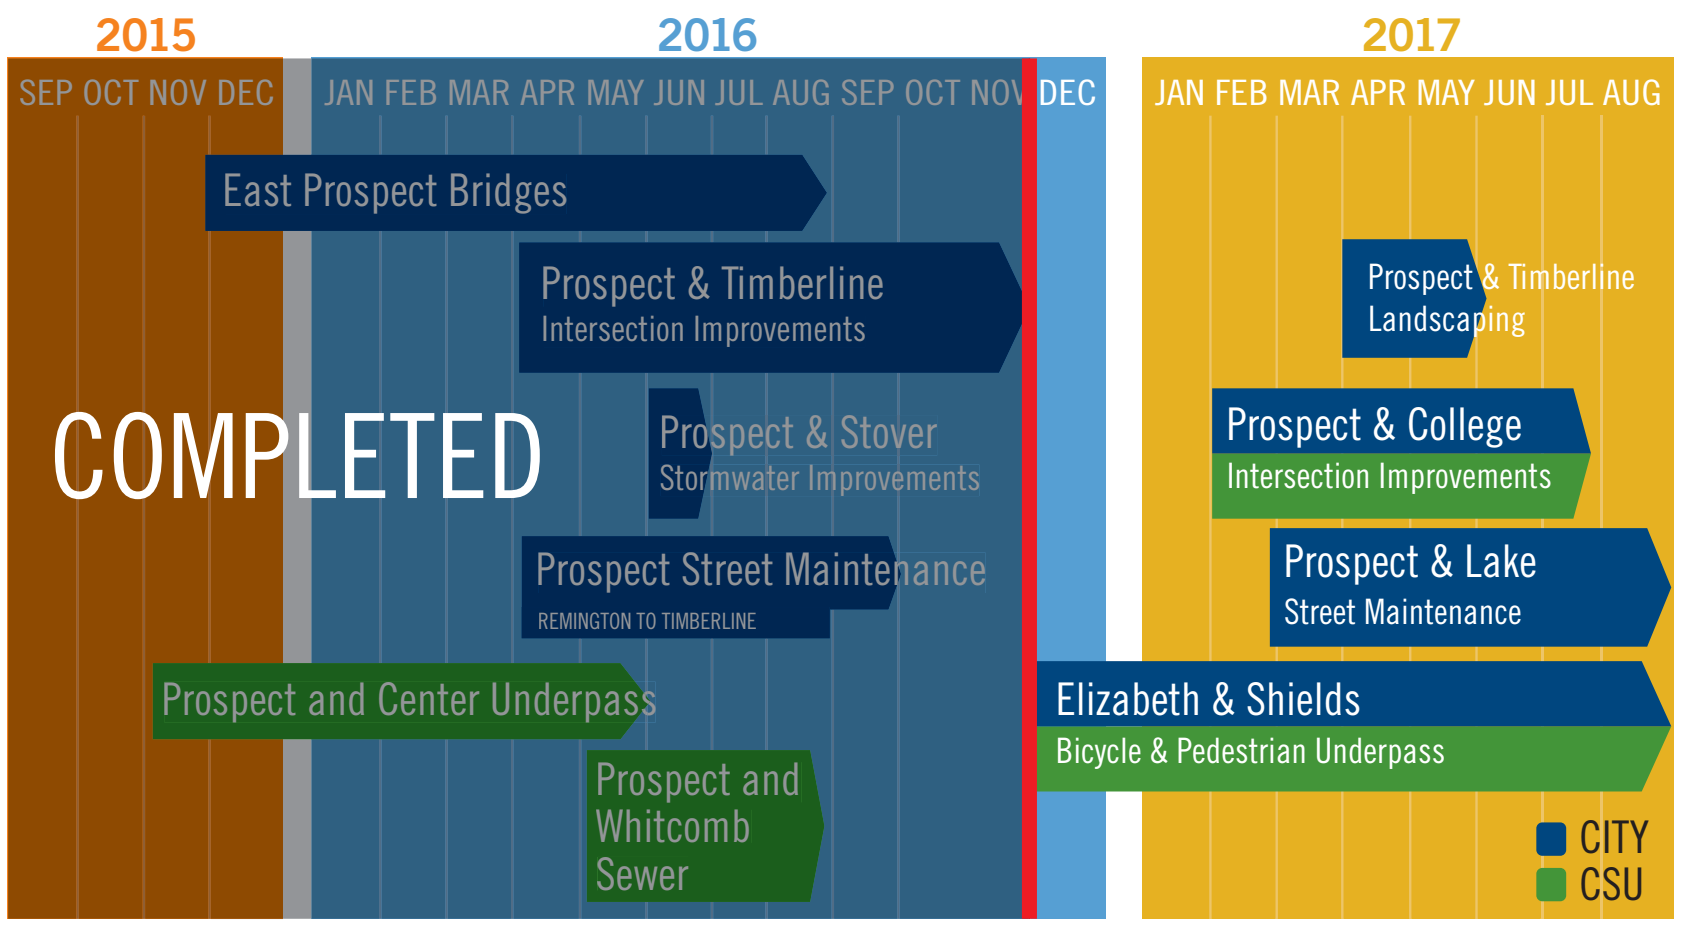 2015
2016
2017
SEP OCT NOV DEC
JAN FEB MAR APR MAY JUN JUL AUG SEP OCT NOV DEC
JAN FEB MAR APR MAY JUN JUL AUG
East Prospect Bridges
Prospect & Timberline
Intersection Improvements
Prospect & Timberline
Landscaping
COMPLETED
Prospect & Stover
Stormwater Improvements
Prospect & College
Intersection Improvements
Prospect Street Maintenance
REMINGTON TO TIMBERLINE
Prospect & Lake
Street Maintenance
Prospect and Center Underpass
Elizabeth & Shields
Bicycle & Pedestrian Underpass
Prospect and
Whitcomb
Sewer
CITY
CSU